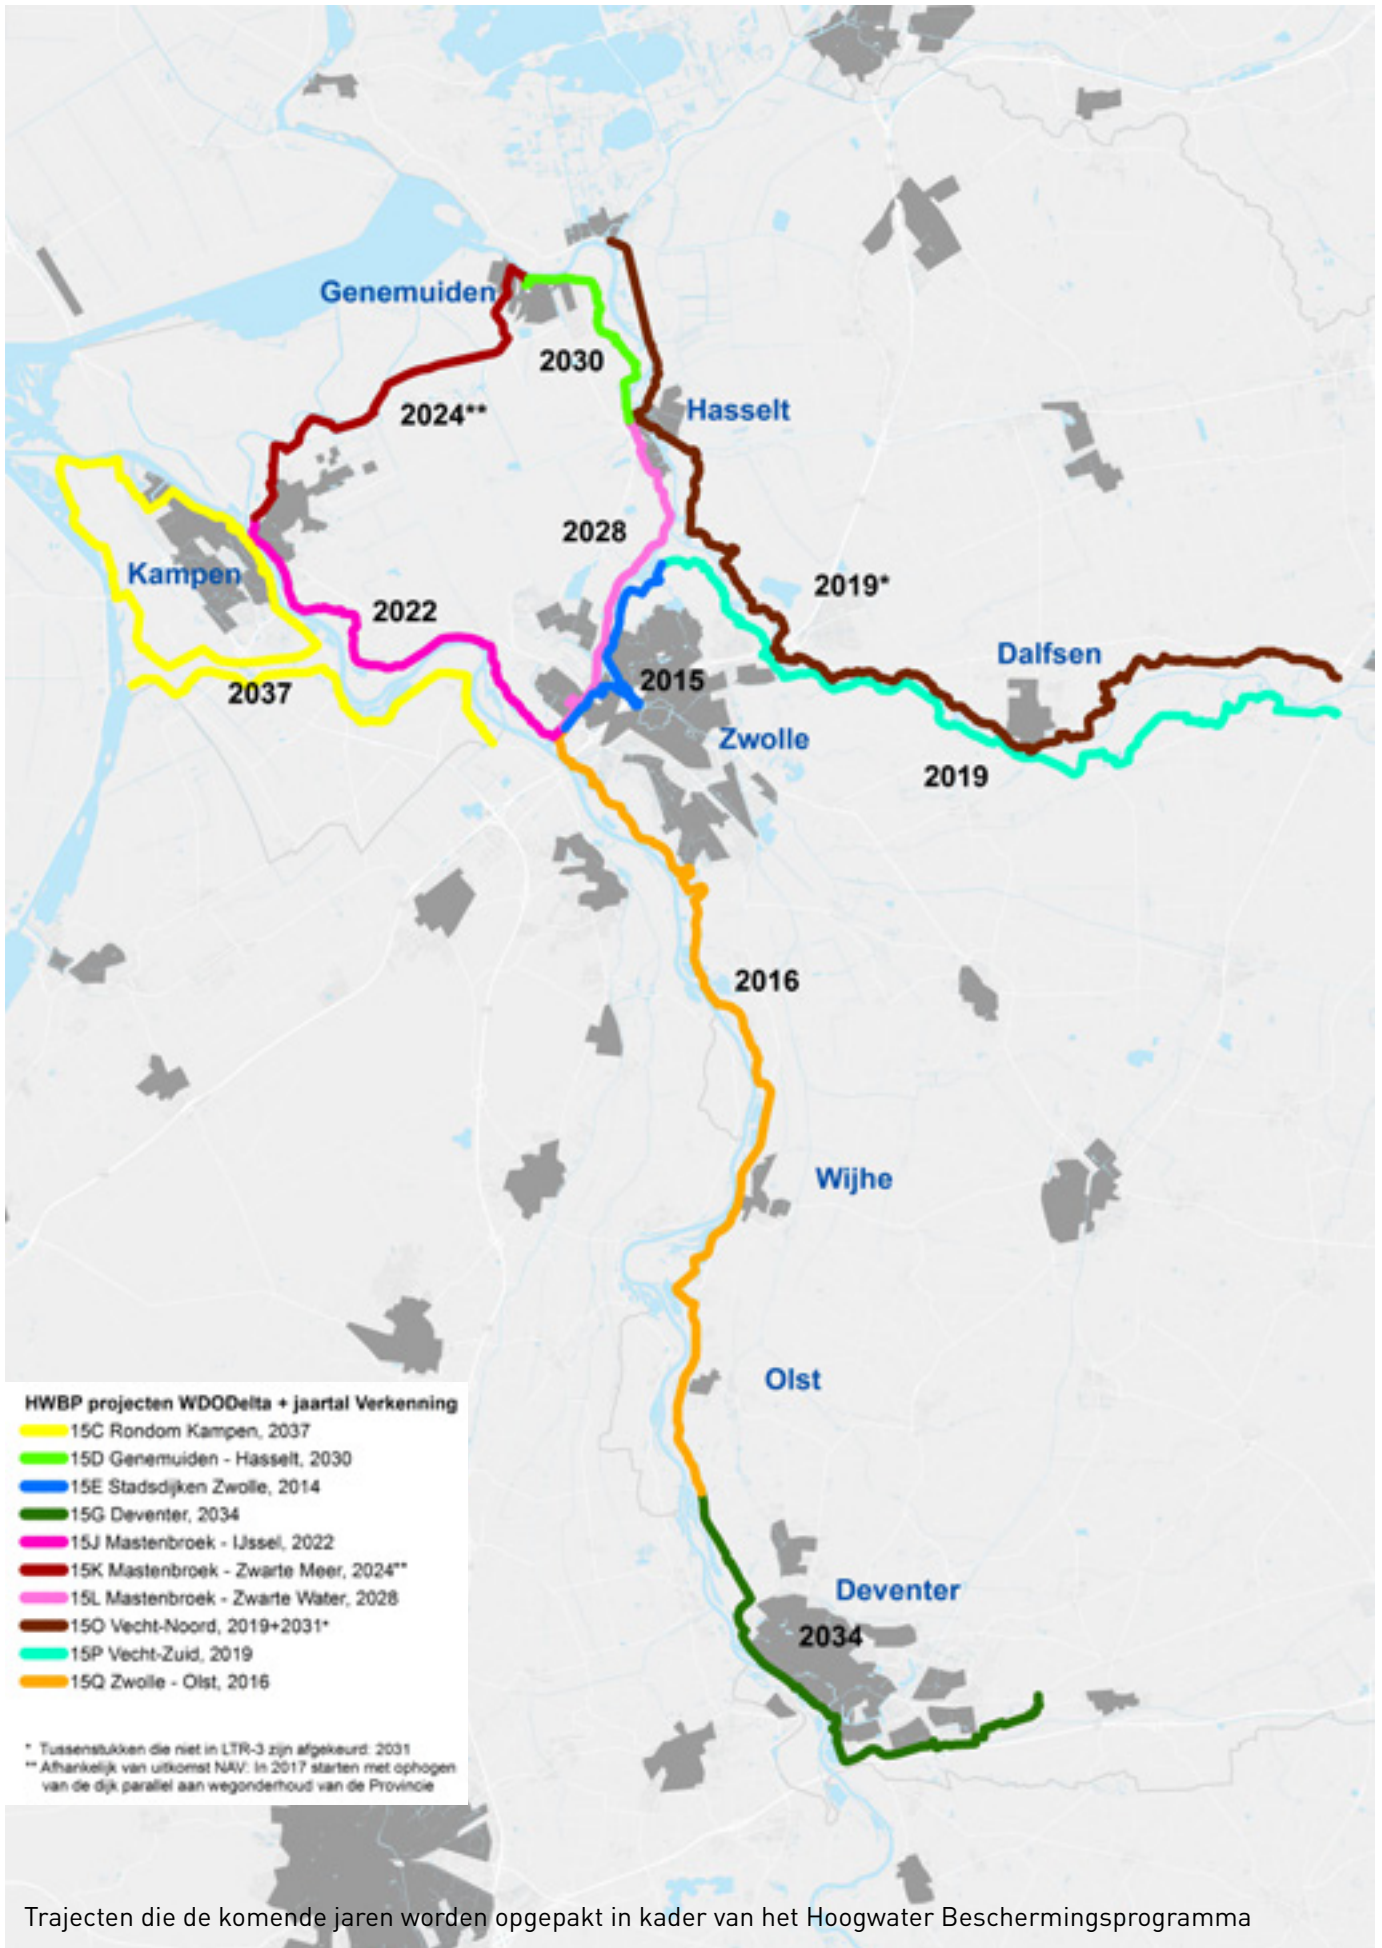 Genemuiden
2030
Hasselt
2024**
2028
Kampen
2019*
2022
Dalfsen
2015
2037
Zwolle
2019
2016
Wijhe
Olst
HWBP projecten WDODelta + jaartal Verkenning
15C Rondom Kampen, 2037
15D Genemuiden - Hasselt, 2030
15E Stadsdijken Zwolle, 2014
15G Deventer, 2034
15J Mastenbroek - IJssel, 2022
15K Mastenbroek - Zwarte Meer, 2024**
15L Mastenbroek - Zwarte Water, 2028
15O Vecht-Noord, 2019+2031*
15P Vecht-Zuid, 2019
15Q Zwolle - Olst, 2016
* Tussenstukken die niet in LTR-3 zijn afgekeurd: 2031
** Afhankelijk van uitkomst NAV: In 2017 starten met ophogen
van de dijk parallel aan wegonderhoud van de Provincie
Deventer
2034
Trajecten die de komende jaren worden opgepakt in kader van het Hoogwater Beschermingsprogramma